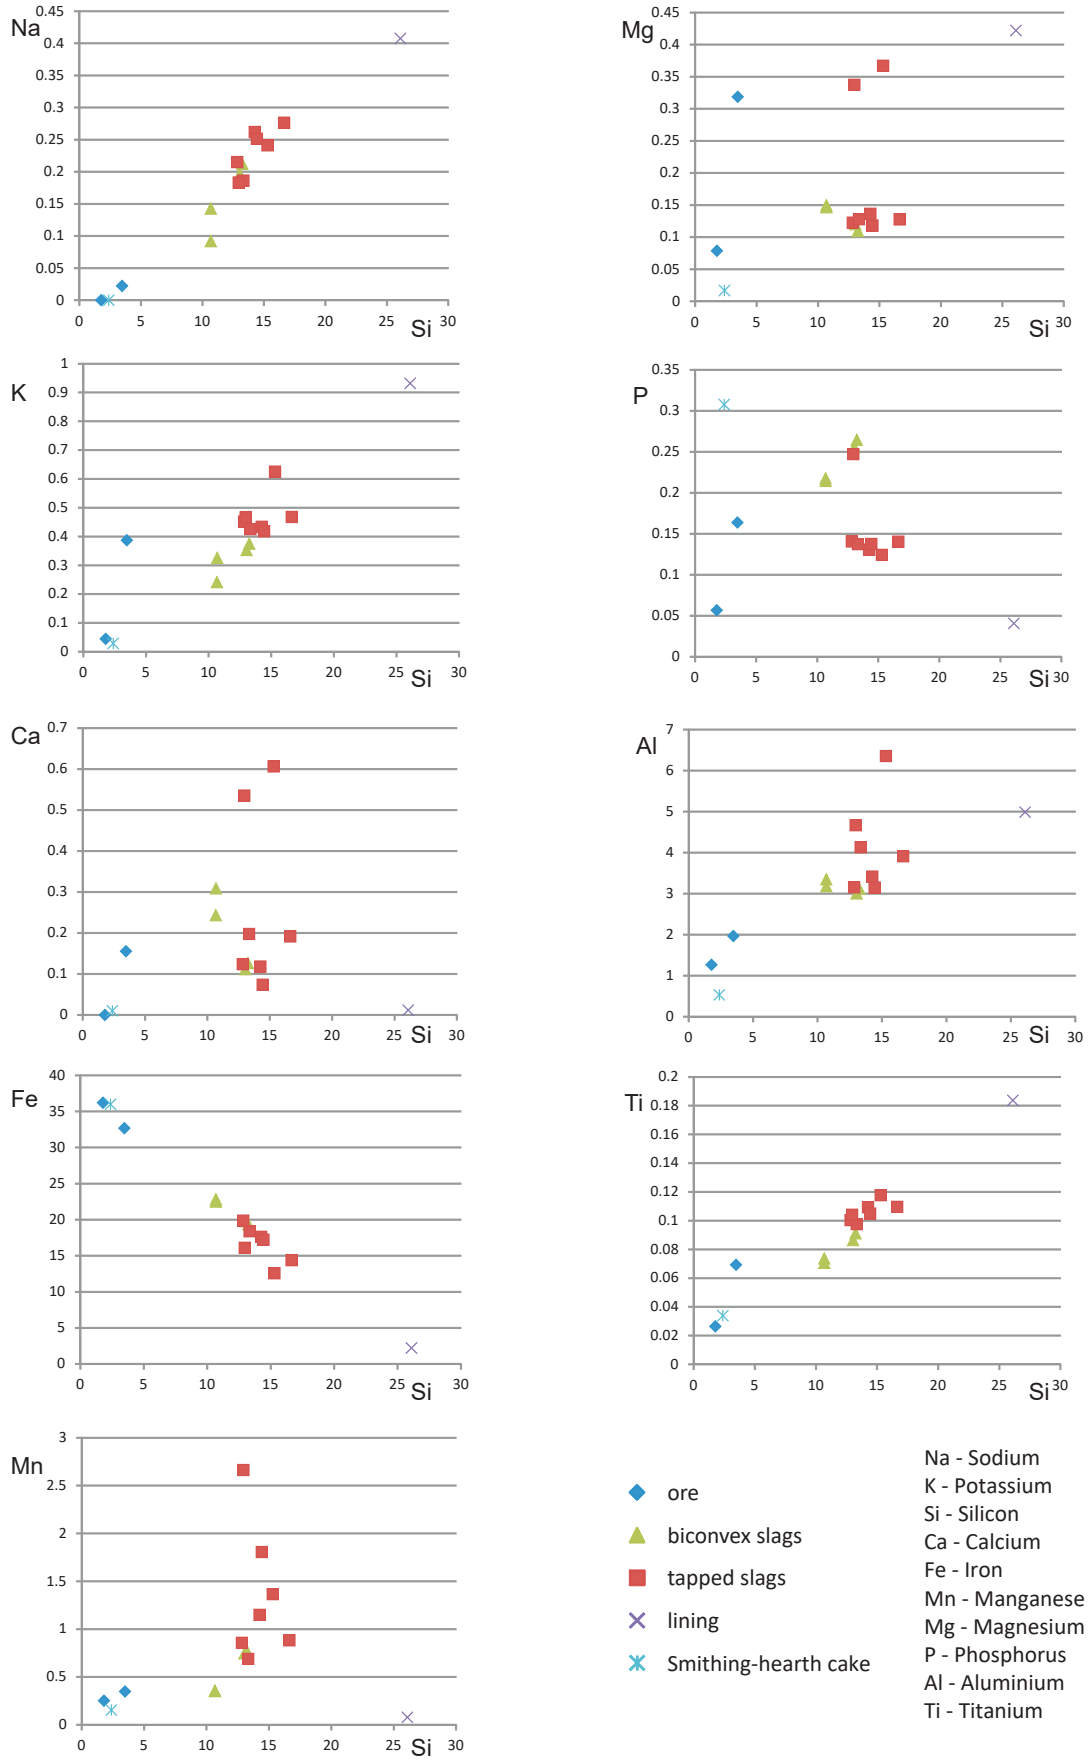 Na
0.45
0.4
0.35
0.3
0.25
0.2
0.15
0.1
0.05
0
0 5 10 15 20 25 30
Si
Mg
0.45
0.4
0.35
0.3
0.25
0.2
0.15
0.1
0.05
0
0 5 10 15 20 25 30
Si
K
1
0.9
0.8
0.7
0.6
0.5
0.4
0.3
0.2
0.1
0
0 5 10 15 20 25 30
Si
P
0.35
0.3
0.25
0.2
0.15
0.1
0.05
0
0 5 10 15 20 25 30
Si
Ca
0.7
0.6
0.5
0.4
0.3
0.2
0.1
0
0 5 10 15 20 25 30
Si
Al
7
6
5
4
3
2
1
0
0 5 10 15 20 25 30
Si
Fe
40
35
30
25
20
15
10
5
0
0 5 10 15 20 25 30
Si
Ti
0.2
0.18
0.16
0.14
0.12
0.1
0.08
0.06
0.04
0.02
0
0 5 10 15 20 25 30
Si
Mn
3
2.5
2
1.5
1
0.5
0
0 5 10 15 20 25 30
Si
ore
biconvex slags
tapped slags
lining
Smithing-hearth cake
Na - Sodium
K - Potassium
Si - Silicon
Ca - Calcium
Fe - Iron
Mn - Manganese
Mg - Magnesium
P - Phosphorus
Al - Aluminium
Ti - Titanium